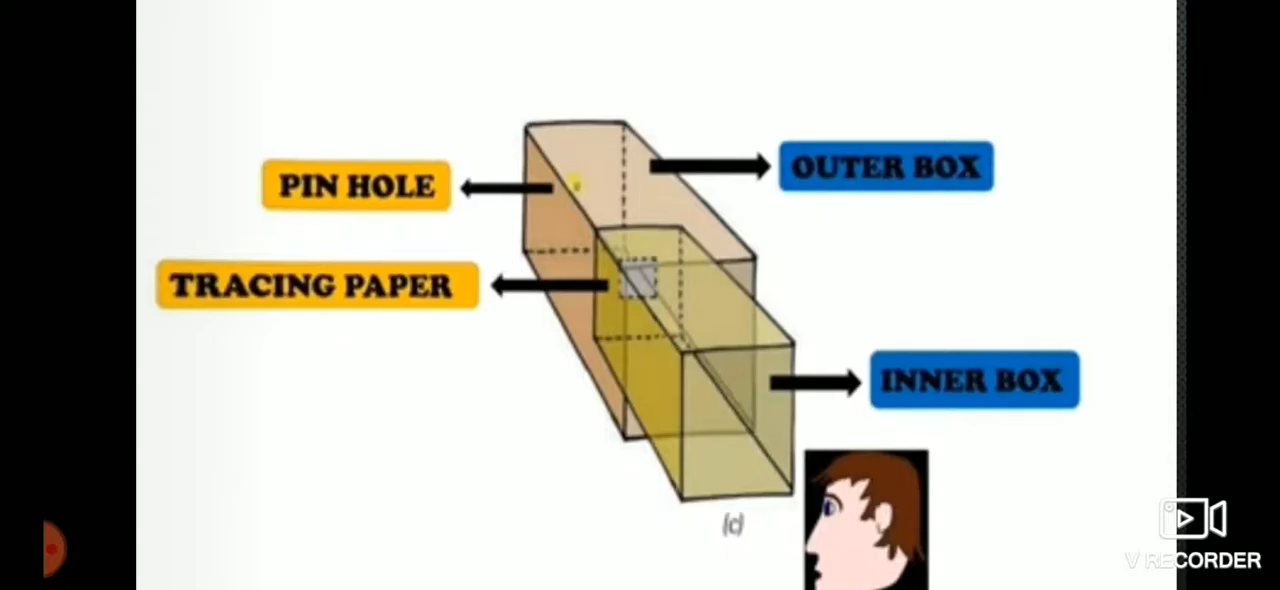 OUTER BOX
PIN HOLE
TRACING PAPER
INNER BOX
(c)
V RECORDER